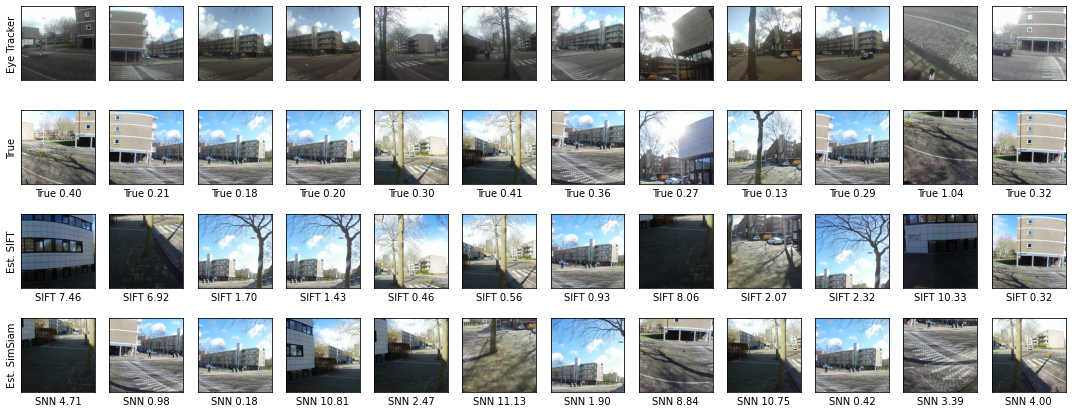 Eye Tracker
True
True 0.40 True 0.21 True 0.18 True 0.20 True 0.30 True 0.41 True 0.36 True 0.27 True 0.13 True 0.29 True 1.04 True 0.32
Est. SIFT
SIFT 7.46 SIFT 6.92 SIFT 1.70 SIFT 1.43 SIFT 0.46 SIFT 0.56 SIFT 0.93 SIFT 8.06 SIFT 2.07 SIFT 2.32 SIFT 10.33 SIFT 0.32
Est. SimSiam
SNN 4.71 SNN 0.98 SNN 0.18 SNN 10.81 SNN 2.47 SNN 11.13 SNN 1.90 SNN 8.84 SNN 10.75 SNN 0.42 SNN 3.39 SNN 4.00